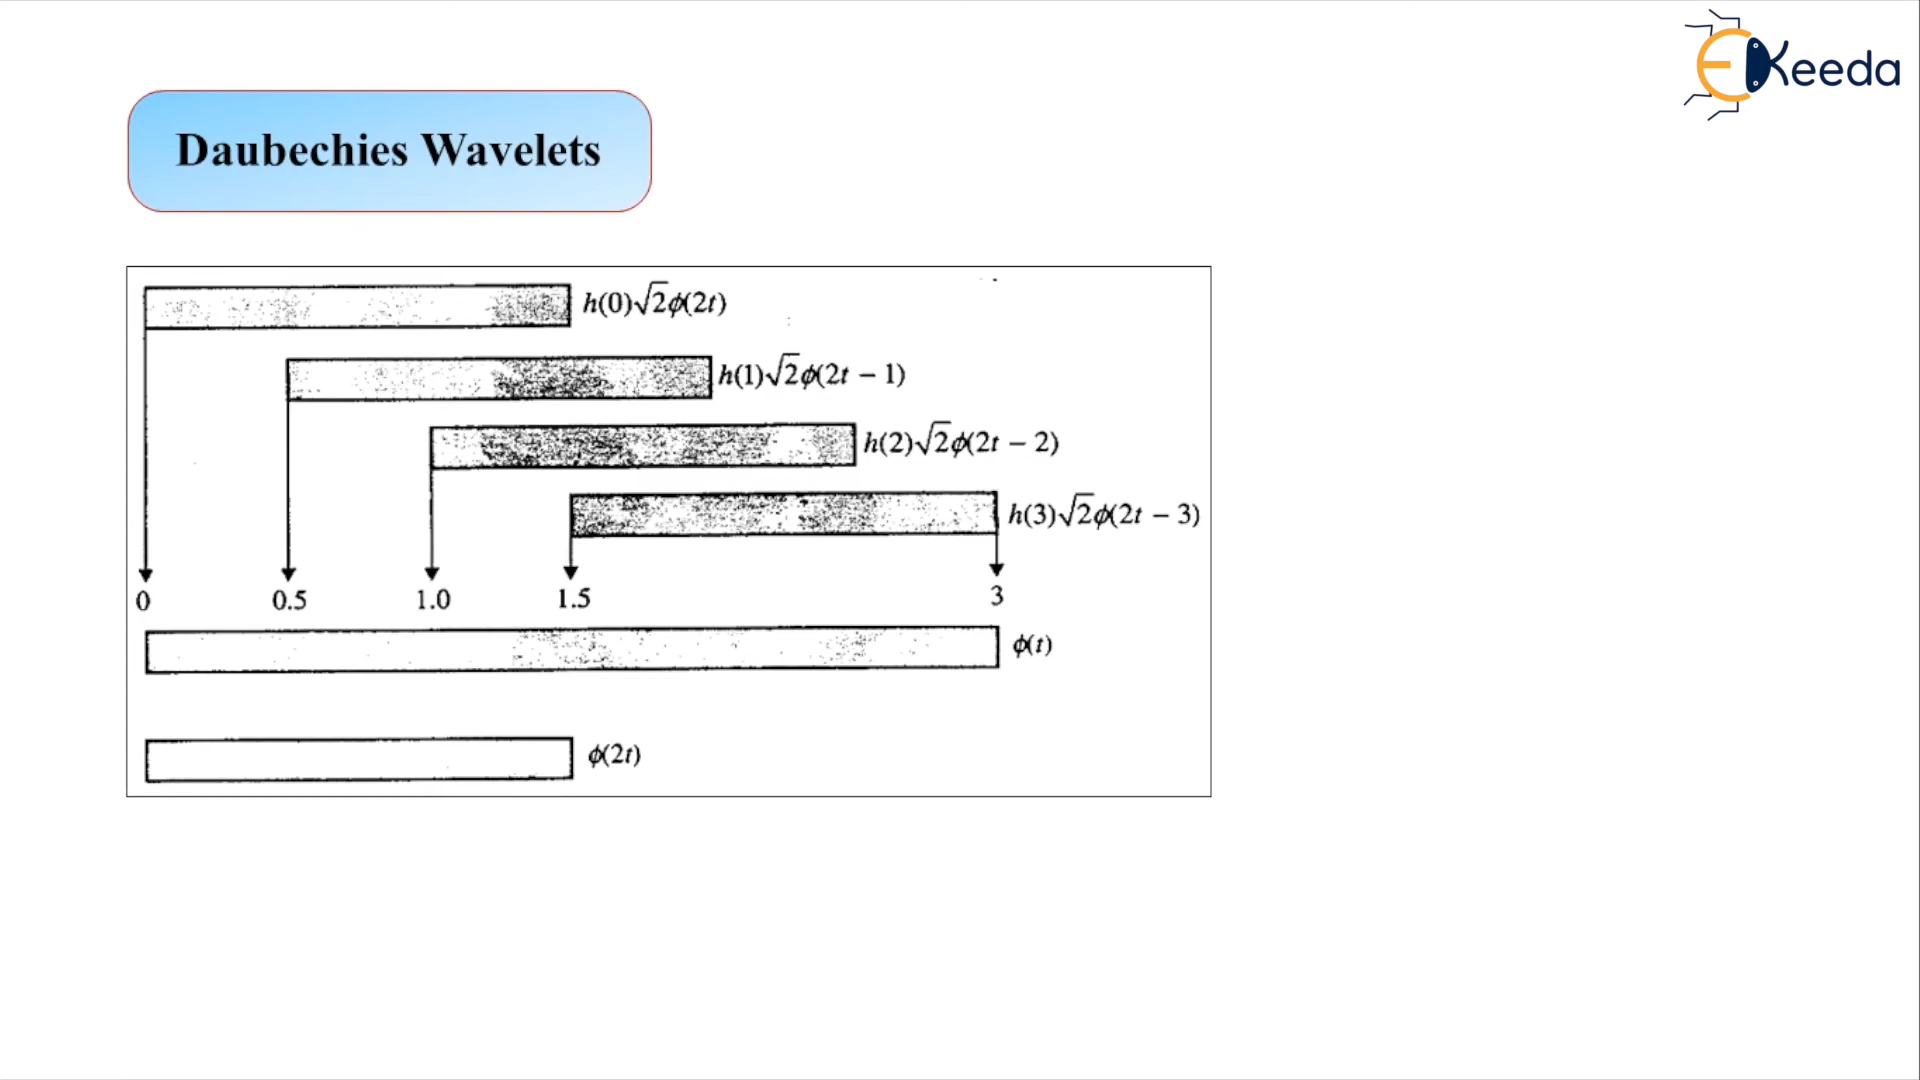 EKeeda
Daubechies Wavelets
h(0)√2ϕ(2t)
h(1)√2ϕ(2t − 1)
h(2)√2ϕ(2t − 2)
h(3)√2ϕ(2t − 3)
0 0.5 1.0 1.5 3
ϕ(t)
ϕ(2t)